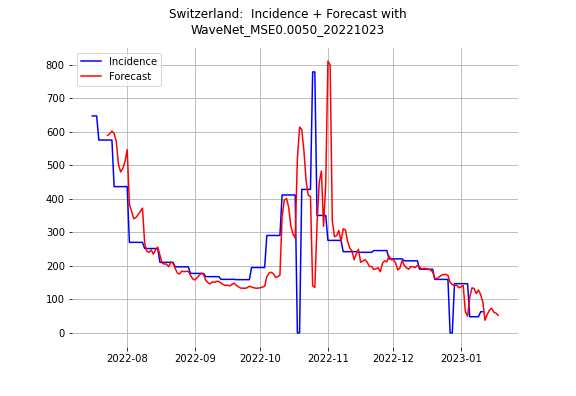 Switzerland:  Incidence + Forecast with
WaveNet_MSE0.0050_20221023
Incidence
Forecast
800
700
600
500
400
300
200
100
0
2022-08 2022-09 2022-10 2022-11 2022-12 2023-01